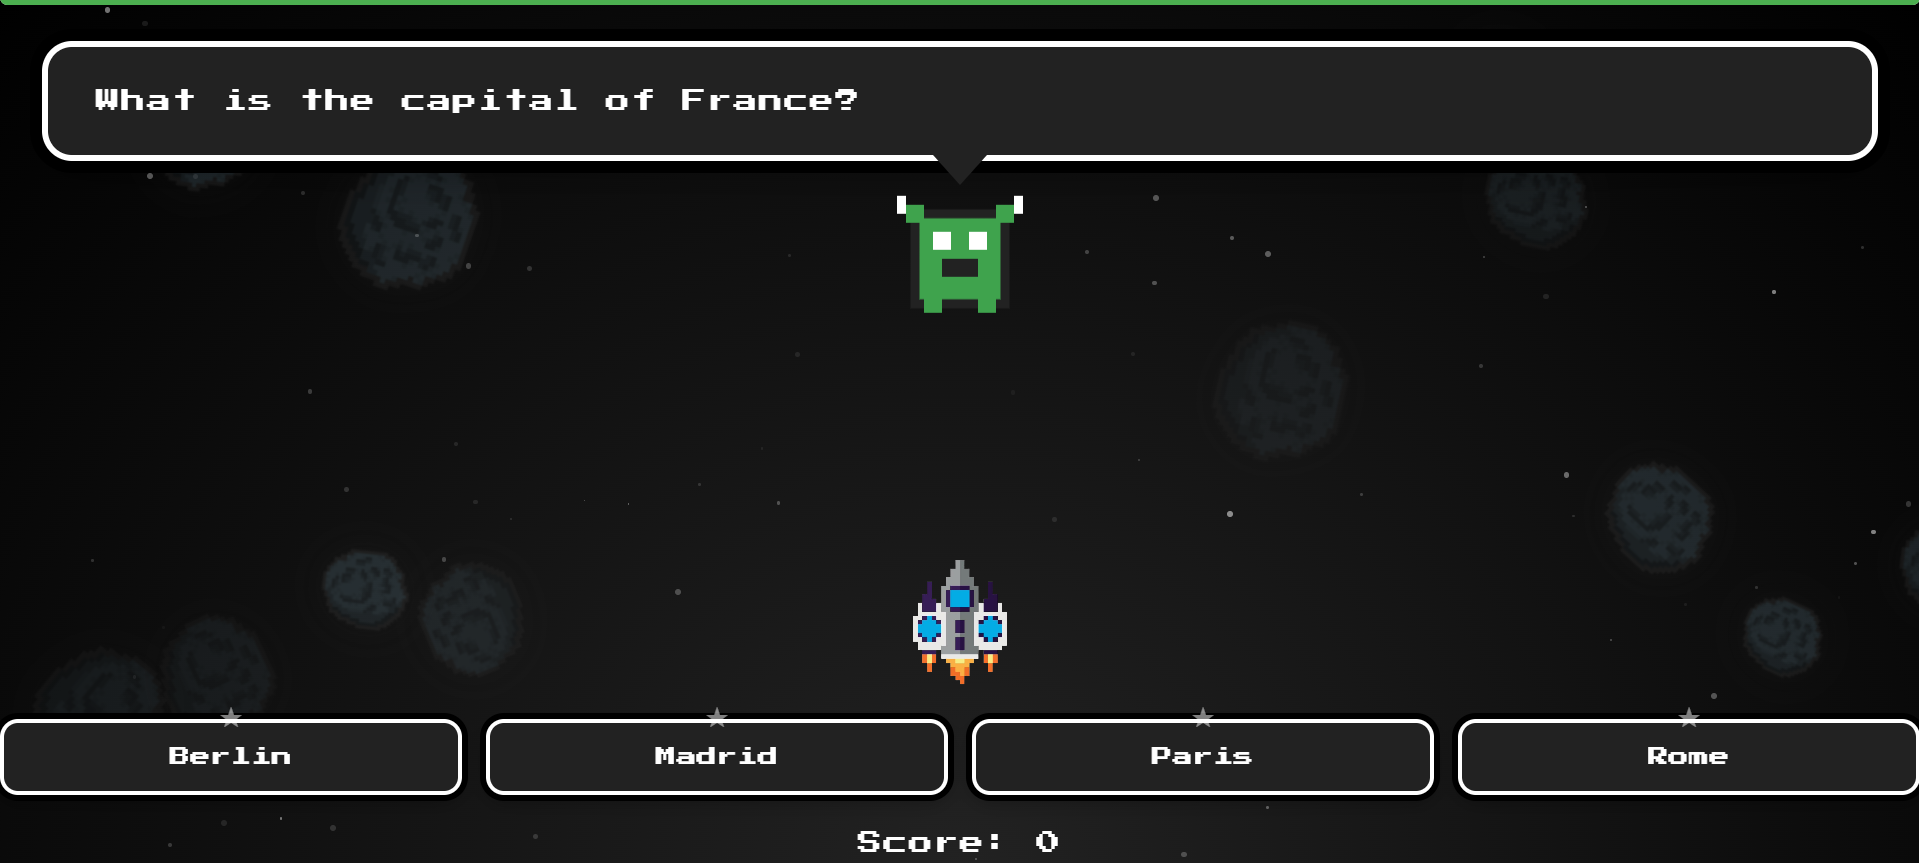 What is the capital of France?
Berlin
Madrid
Paris
Rome
Score: 0